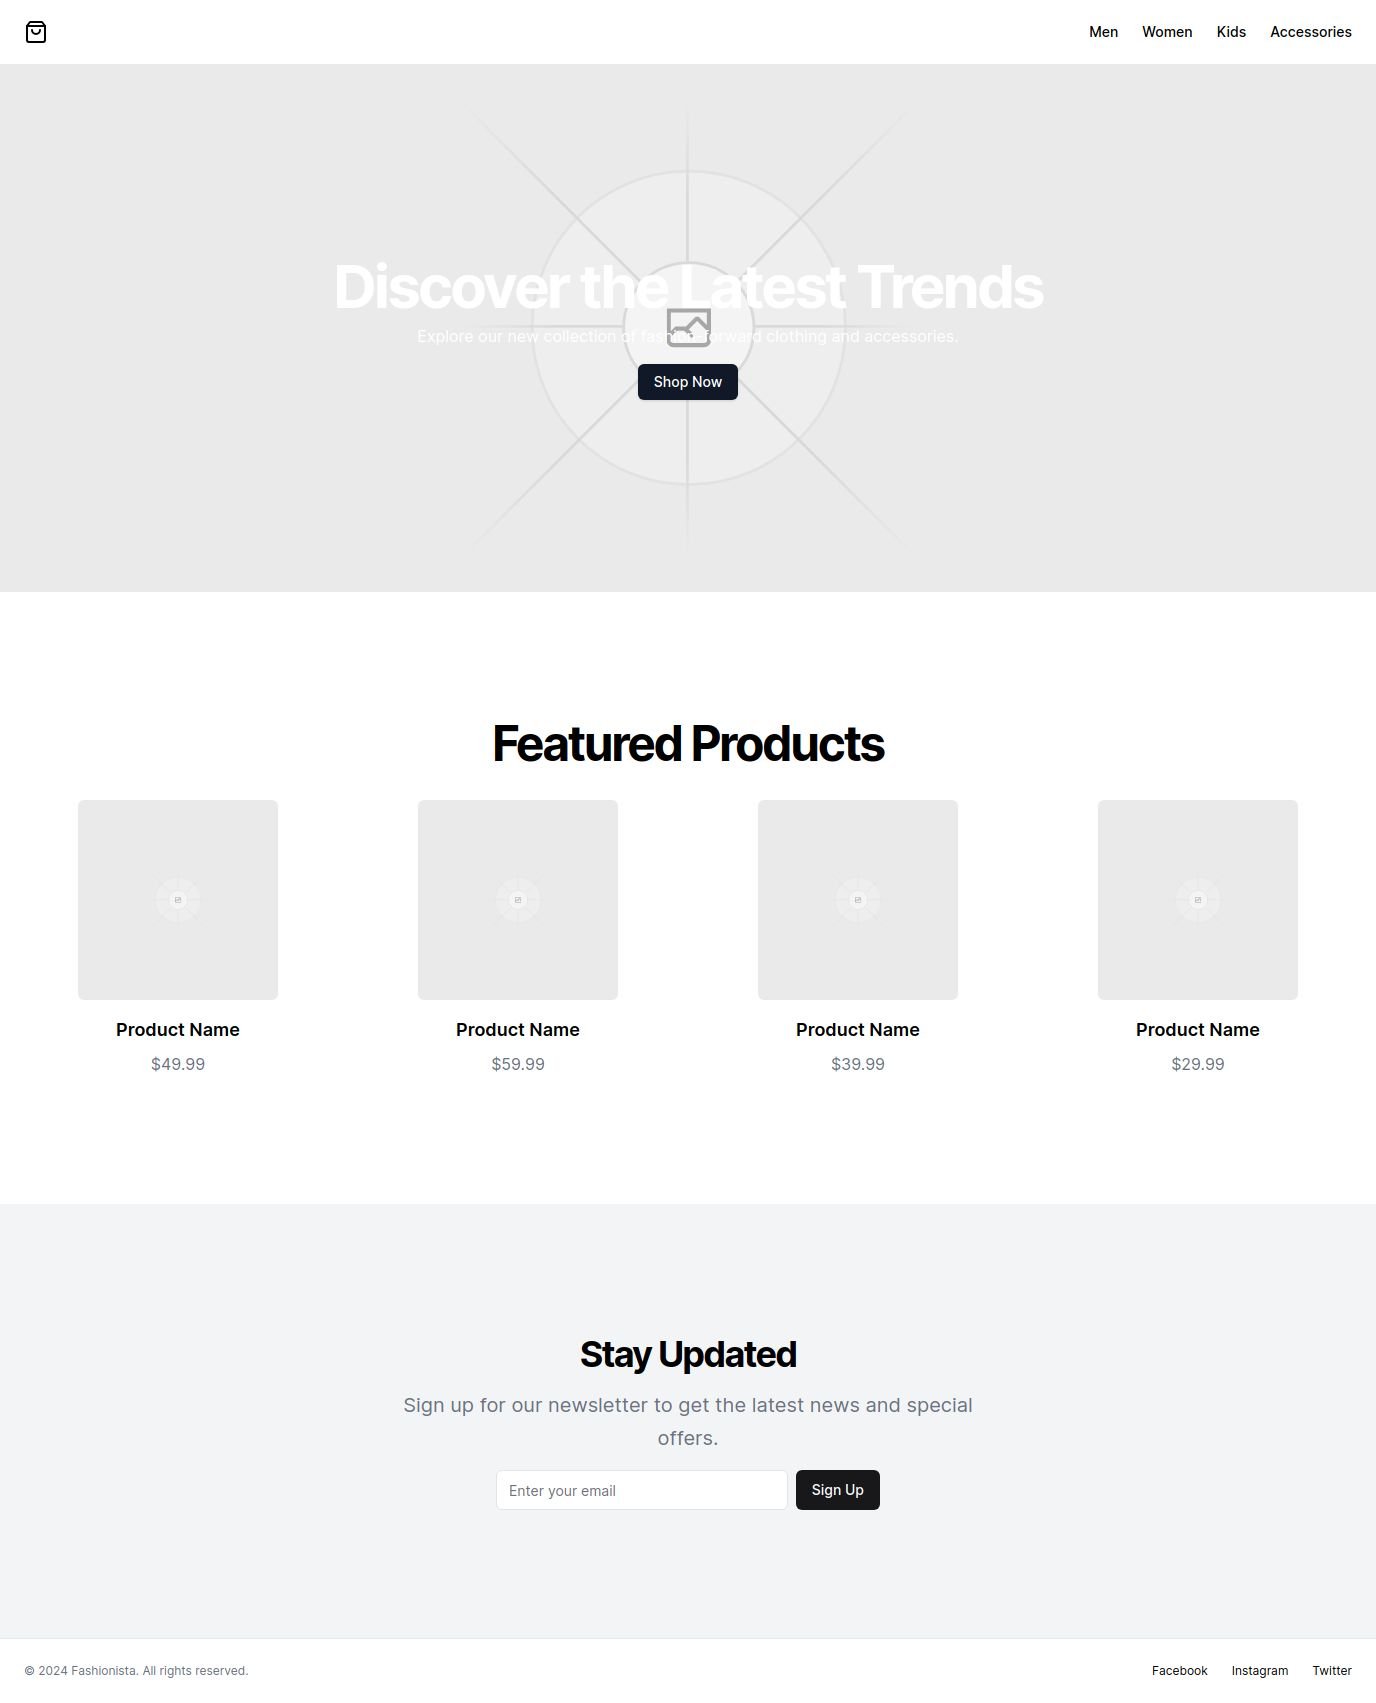 Men Women Kids Accessories
Discover the Latest Trends
Explore our new collection of fashion-forward clothing and accessories.
Shop Now
Featured Products
Product Name Product Name Product Name Product Name
$49.99 $59.99 $39.99 $29.99
Stay Updated
Sign up for our newsletter to get the latest news and special
offers.
Enter your email Sign Up
© 2024 Fashionista. All rights reserved. Facebook Instagram Twitter